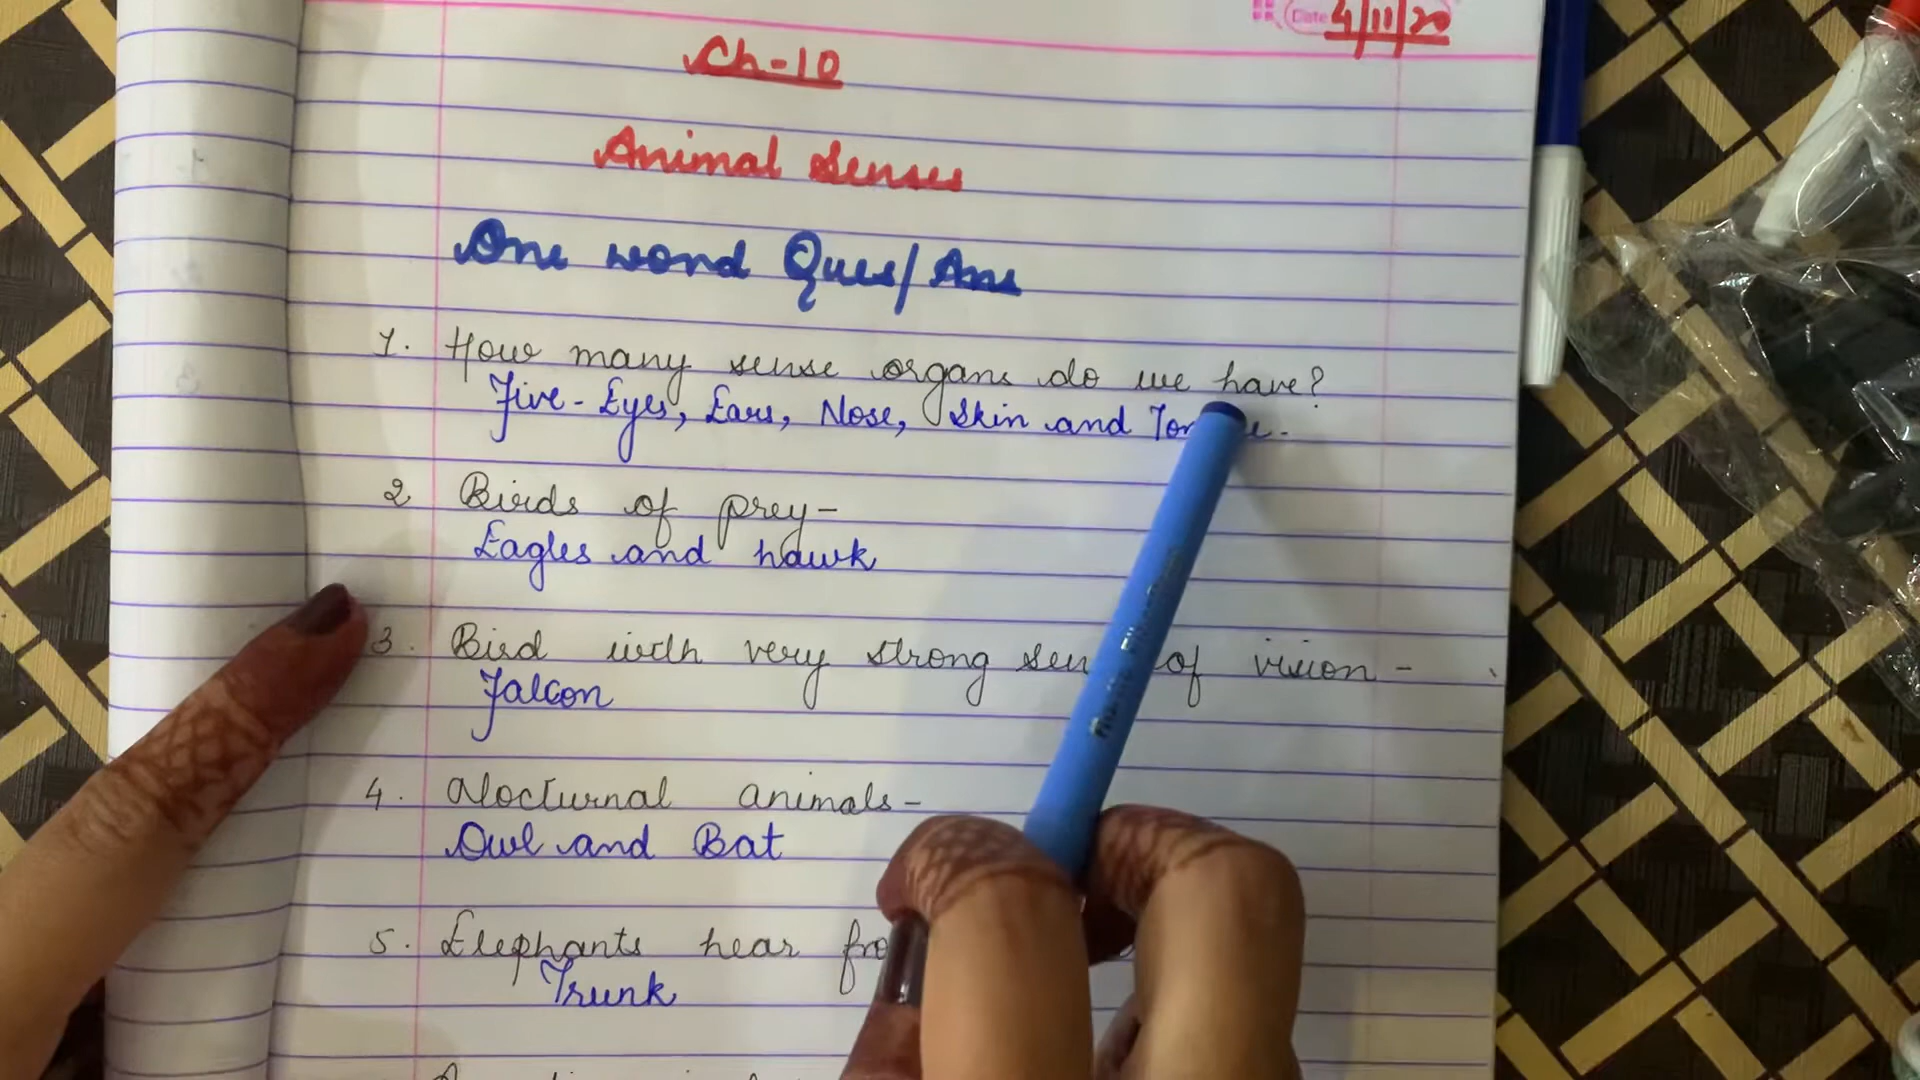 Date 4/11/20
Ch-10
Animal Senses
One word Ques/Ans
1. How many sense organs do we have?
Five - Eyes, Ears, Nose, Skin and
2 Birds of prey-
Eagles and hawk
3. Bird with very strong of vision -
Falcon
4. Nocturnal animals-
Owl and Bat
5. Elephants hear
Trunk